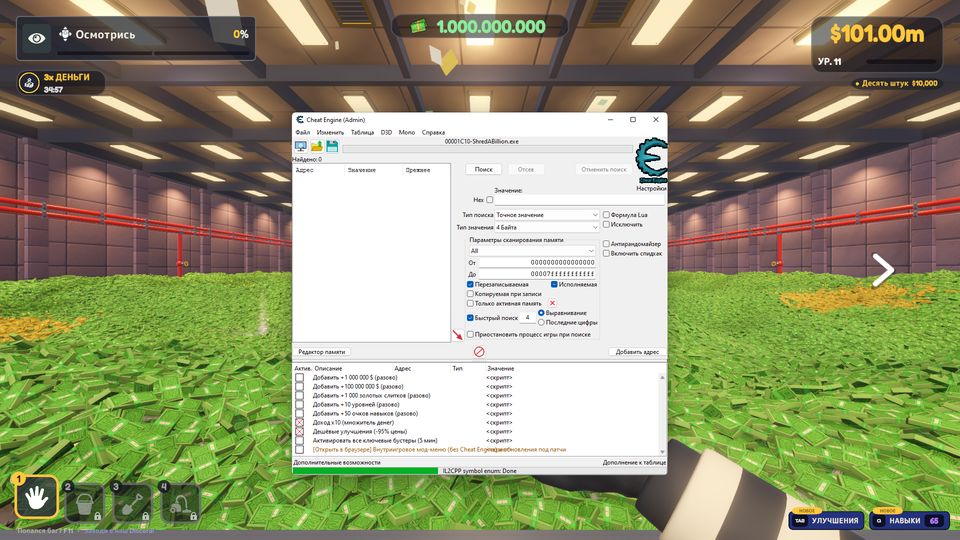 Осмотрись 0%
3x ДЕНЬГИ
34:57
1.000.000.000
$101.00m
УР. 11
Десять штук $10,000
Cheat Engine (Admin)
Файл Изменить Таблица D3D Mono Справка
00001C10-ShredABillion.exe
Найдено: 0
Адрес Значение Прежнее
Поиск Отсев Отменить поиск
Cheat Engine
Настройки
Значение:
Hex
Тип поиска Точное значение
Тип значения 4 Байта
Формула Lua
Исключить
Параметры сканирования памяти
All
От 0000000000000000
До 00007fffffffffff
Антирандомайзер
Включить спидхак
Перезаписываемая Исполняемая
Копируемая при записи
Только активная память
Быстрый поиск 4 Выравнивание
Последние цифры
Приостановить процесс игры при поиске
Редактор памяти Добавить адрес
Актив. Описание Адрес Тип Значение
Добавить +1 000 000 $ (разово) <скрипт>
Добавить +100 000 000 $ (разово) <скрипт>
Добавить +1 000 золотых слитков (разово) <скрипт>
Добавить +10 уровней (разово) <скрипт>
Добавить +50 очков навыков (разово) <скрипт>
Доход x10 (множитель денег) <скрипт>
Дешёвые улучшения (-95% цены) <скрипт>
Активировать все ключевые бустеры (5 мин) <скрипт>
[Открыть в браузере] Внутриигровое мод-меню (без Cheat Engine) обновления под патчи
Дополнительные возможности Дополнение к таблице
IL2CPP symbol enum: Done
1 2 3 4
Попался баг? F11 Заходи в наш Discord!
НОВОЕ НОВОЕ
TAB УЛУЧШЕНИЯ Q НАВЫКИ 65